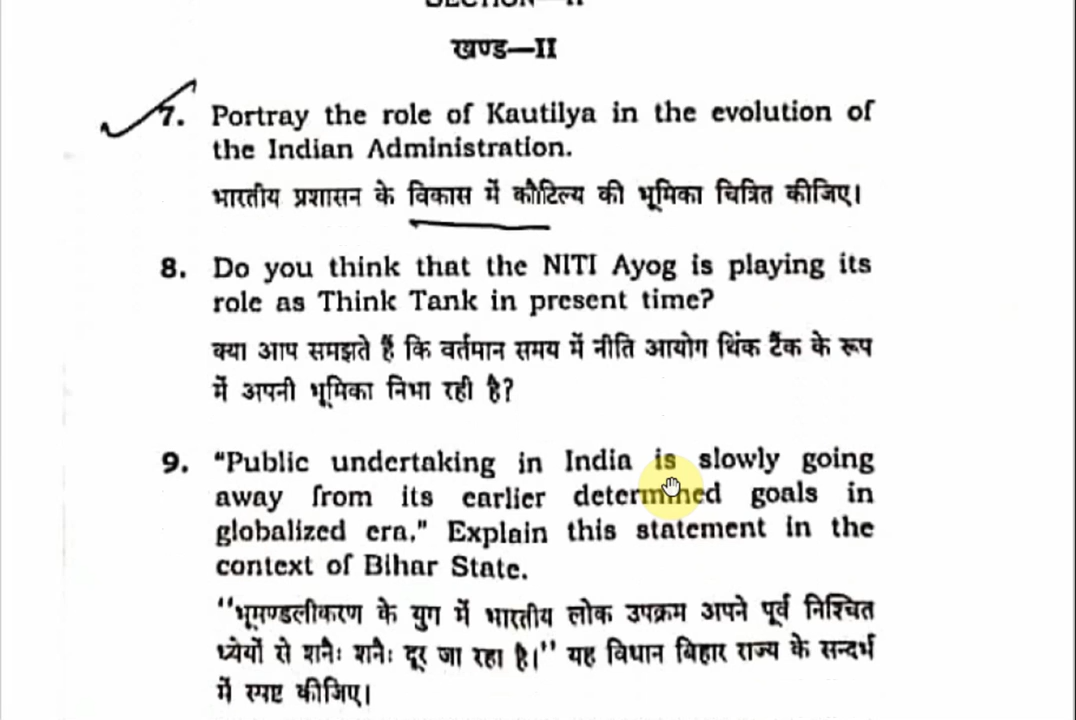 SECTION—II
खण्ड—II
7. Portray the role of Kautilya in the evolution of
the Indian Administration.
भारतीय प्रशासन के विकास में कौटिल्य की भूमिका चित्रित कीजिए।
8. Do you think that the NITI Ayog is playing its
role as Think Tank in present time?
क्या आप समझते हैं कि वर्तमान समय में नीति आयोग थिंक टैंक के रूप
में अपनी भूमिका निभा रही है?
9. "Public undertaking in India is slowly going
away from its earlier determined goals in
globalized era." Explain this statement in the
context of Bihar State.
"भूमण्डलीकरण के युग में भारतीय लोक उपक्रम अपने पूर्व निश्चित
ध्येयों से शनैः शनैः दूर जा रहा है।" यह विधान बिहार राज्य के सन्दर्भ
में स्पष्ट कीजिए।